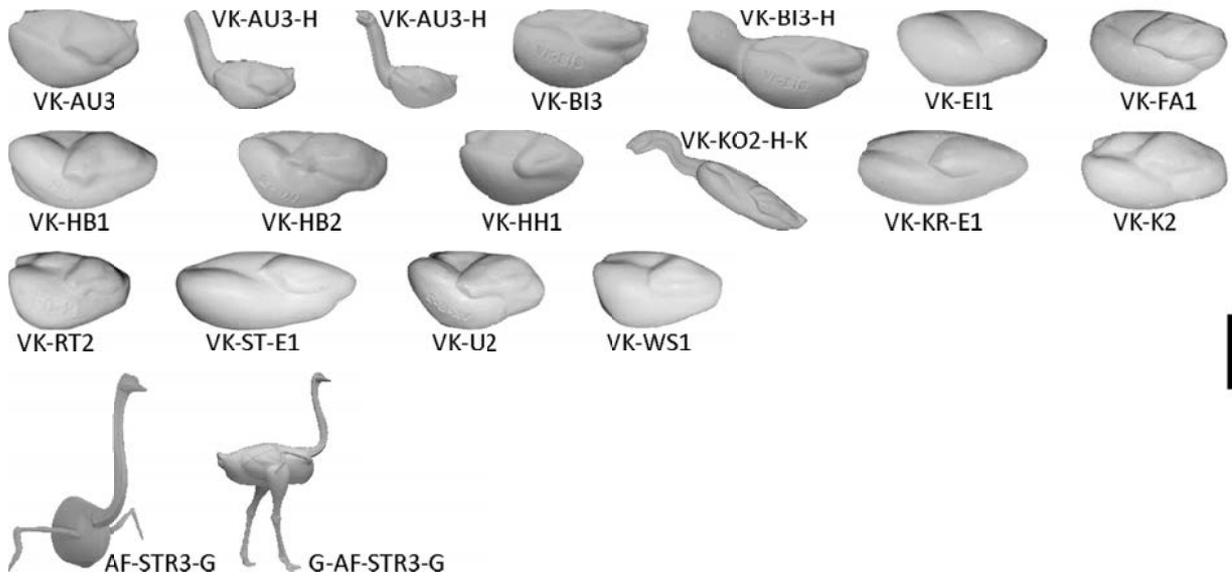 VK-AU3-H
VK-AU3-H
VK-BI3-H
VK-AU3
VK-BI3
VK-EI1
VK-FA1
VK-KO2-H-K
VK-HB1
VK-HB2
VK-HH1
VK-KR-E1
VK-K2
VK-RT2
VK-ST-E1
VK-U2
VK-WS1
AF-STR3-G
G-AF-STR3-G